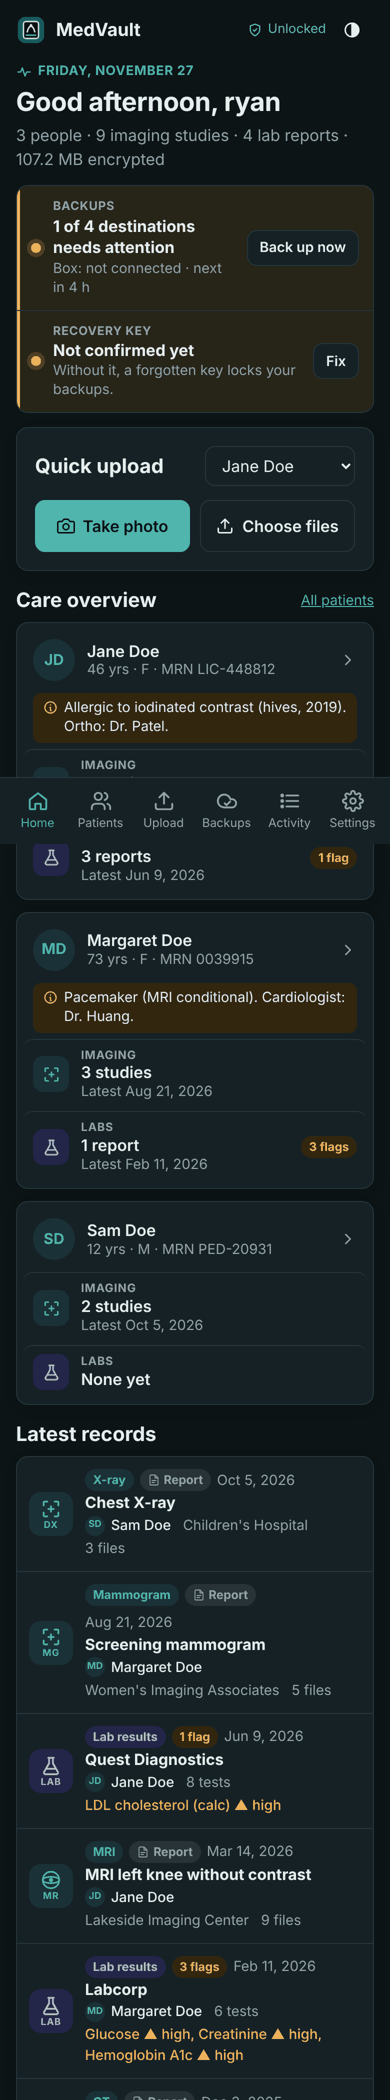 MedVault
Unlocked
FRIDAY, NOVEMBER 27
Good afternoon, ryan
3 people · 9 imaging studies · 4 lab reports ·
107.2 MB encrypted
BACKUPS
1 of 4 destinations
needs attention
Box: not connected · next
in 4 h
Back up now
RECOVERY KEY
Not confirmed yet
Without it, a forgotten key locks your
backups.
Fix
Quick upload
Jane Doe
Take photo
Choose files
Care overview
All patients
JD
Jane Doe
46 yrs · F · MRN LIC-448812
Allergic to iodinated contrast (hives, 2019).
Ortho: Dr. Patel.
IMAGING
Home
Patients
Upload
Backups
Activity
Settings
3 reports
Latest Jun 9, 2026
1 flag
MD
Margaret Doe
73 yrs · F · MRN 0039915
Pacemaker (MRI conditional). Cardiologist:
Dr. Huang.
IMAGING
3 studies
Latest Aug 21, 2026
LABS
1 report
Latest Feb 11, 2026
3 flags
SD
Sam Doe
12 yrs · M · MRN PED-20931
IMAGING
2 studies
Latest Oct 5, 2026
LABS
None yet
Latest records
DX
X-ray Report Oct 5, 2026
Chest X-ray
SD Sam Doe Children's Hospital
3 files
MG
Mammogram Report
Aug 21, 2026
Screening mammogram
MD Margaret Doe
Women's Imaging Associates 5 files
LAB
Lab results 1 flag Jun 9, 2026
Quest Diagnostics
JD Jane Doe 8 tests
LDL cholesterol (calc) ▲ high
MR
MRI Report Mar 14, 2026
MRI left knee without contrast
JD Jane Doe
Lakeside Imaging Center 9 files
LAB
Lab results 3 flags Feb 11, 2026
Labcorp
MD Margaret Doe 6 tests
Glucose ▲ high, Creatinine ▲ high,
Hemoglobin A1c ▲ high